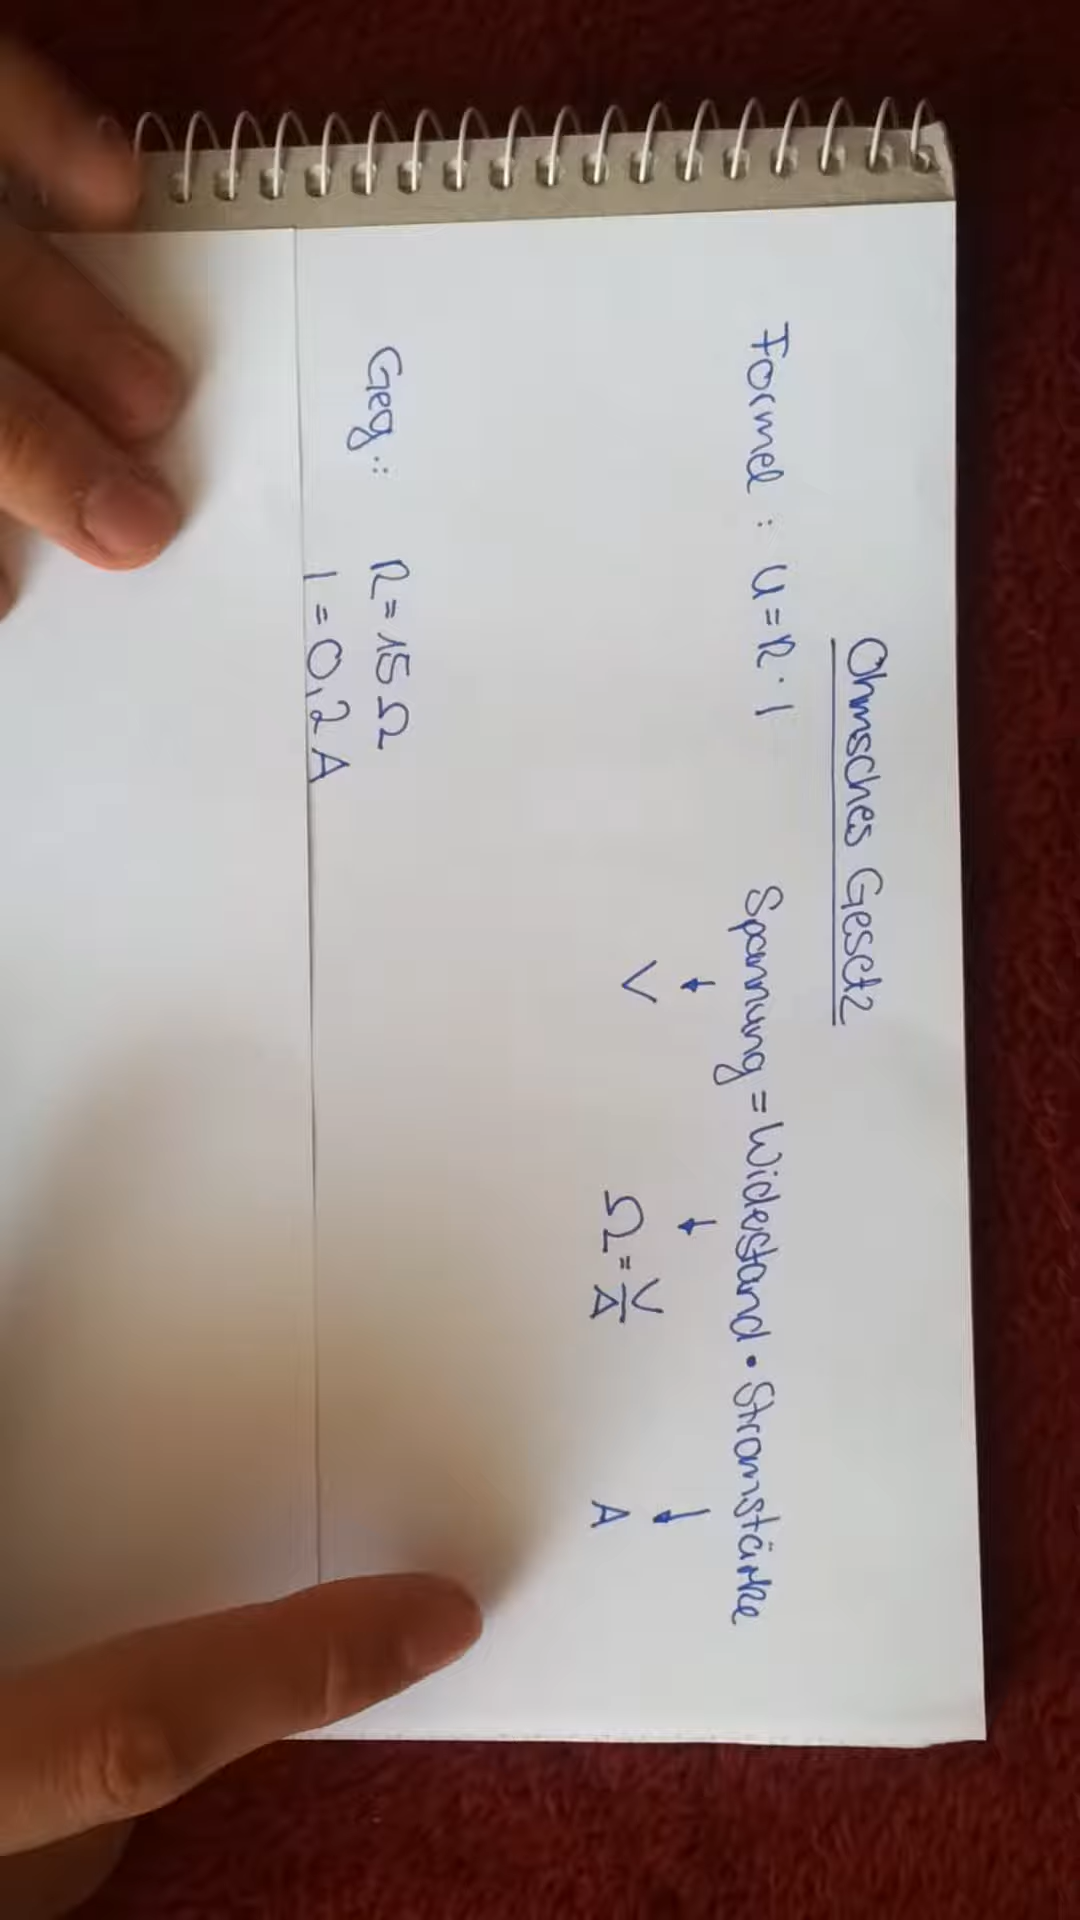 Ohmsches Gesetz
Formel : U = R · I Spannung = Widerstand • Stromstärke
↓ ↓ ↓
V Ω = V/A A
Geg.: R = 15 Ω
I = 0,2 A